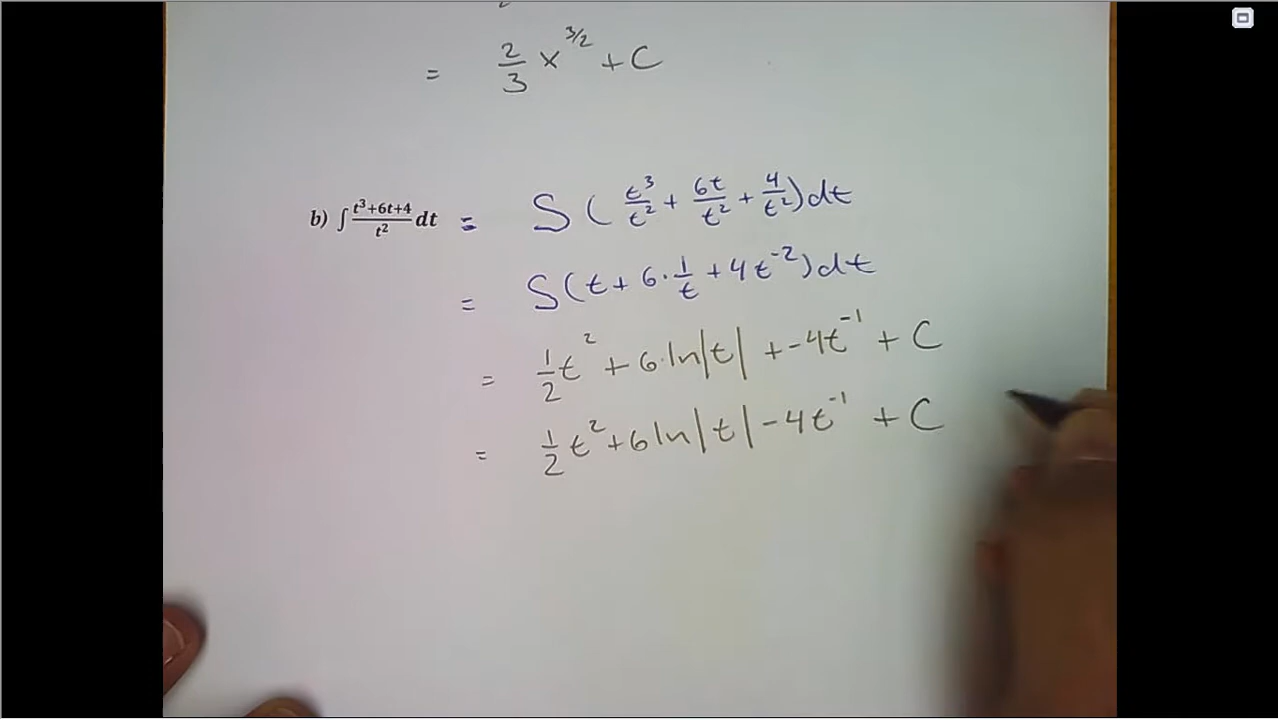 = 2/3 x^3/2 + C
b) ∫ t³+6t+4/t² dt = S ( t³/t² + 6t/t² + 4/t² ) dt
= S ( t + 6 · 1/t + 4t⁻² ) dt
= 1/2 t² + 6 · ln|t| + -4t⁻¹ + C
= 1/2 t² + 6 ln|t| - 4t⁻¹ + C